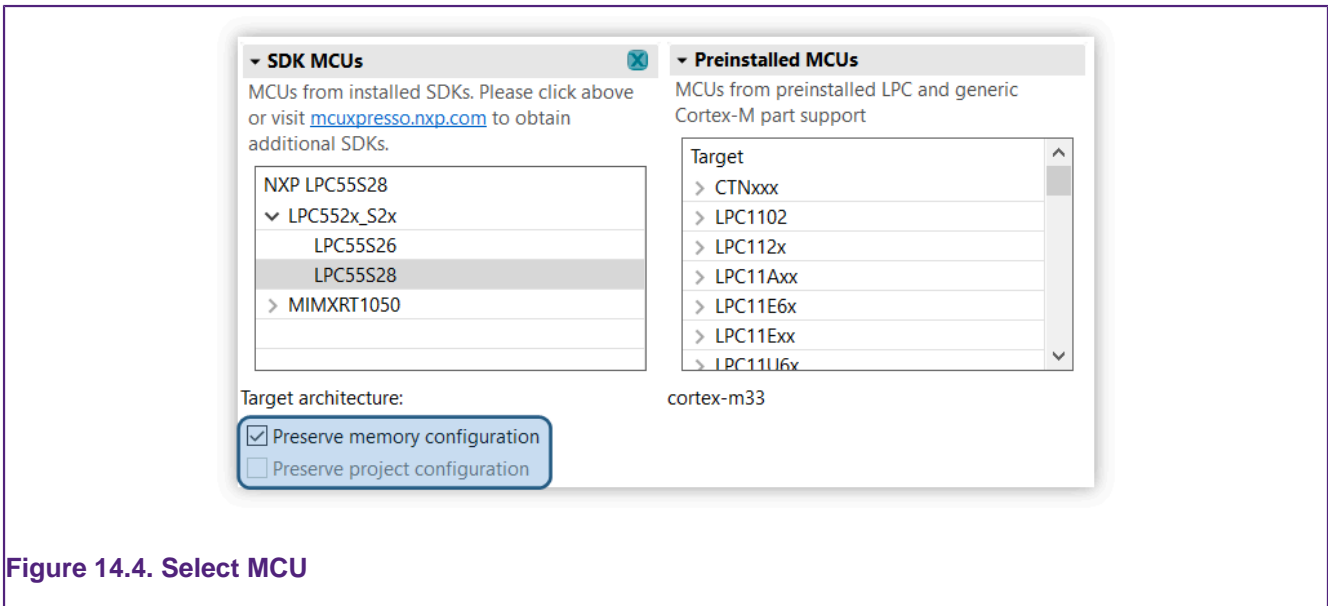 SDK MCUs
MCUs from installed SDKs. Please click above
or visit mcuxpresso.nxp.com to obtain
additional SDKs.
NXP LPC55S28
LPC552x_S2x
LPC55S26
LPC55S28
MIMXRT1050
Preinstalled MCUs
MCUs from preinstalled LPC and generic
Cortex-M part support
Target
CTNxxx
LPC1102
LPC112x
LPC11Axx
LPC11E6x
LPC11Exx
LPC11U6x
Target architecture:
cortex-m33
Preserve memory configuration
Preserve project configuration
Figure 14.4. Select MCU